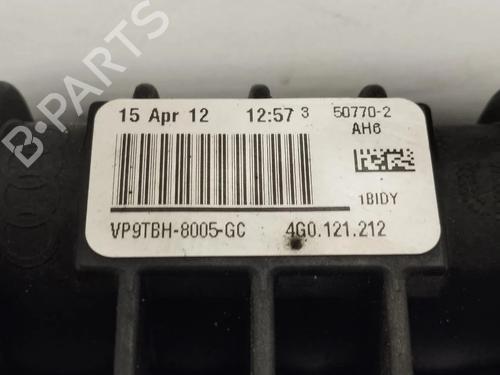 B-PARTS
15 Apr 12 12:57 3 50770-2
AH6
1BIDY
VP9TBH-8005-GC 4G0.121.212